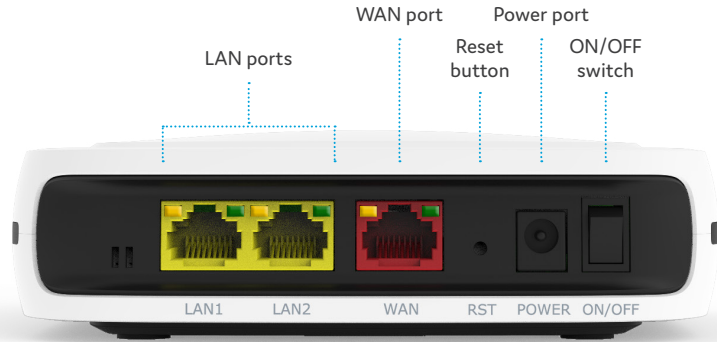 WAN port
Power port
LAN ports
Reset
button
ON/OFF
switch
LAN1
LAN2
WAN
RST
POWER
ON/OFF